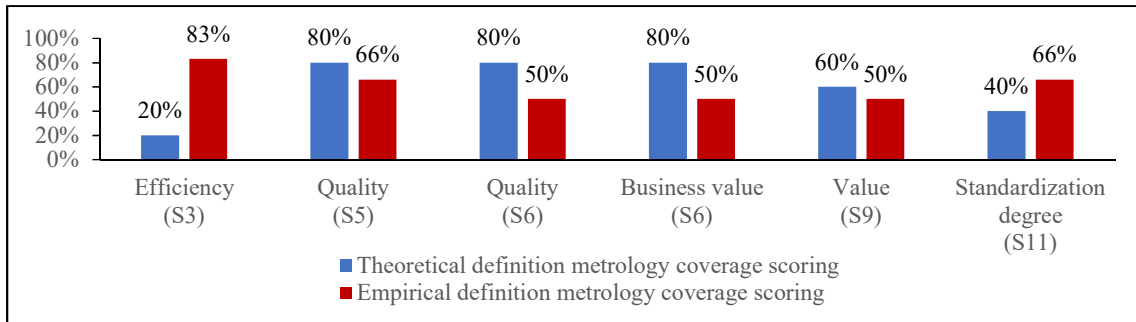 100%
80%
60%
40%
20%
0%
20%
83%
80%
66%
80%
50%
80%
50%
60%
50%
40%
66%
Efficiency
(S3)
Quality
(S5)
Quality
(S6)
Business value
(S6)
Value
(S9)
Standardization
degree
(S11)
Theoretical definition metrology coverage scoring
Empirical definition metrology coverage scoring